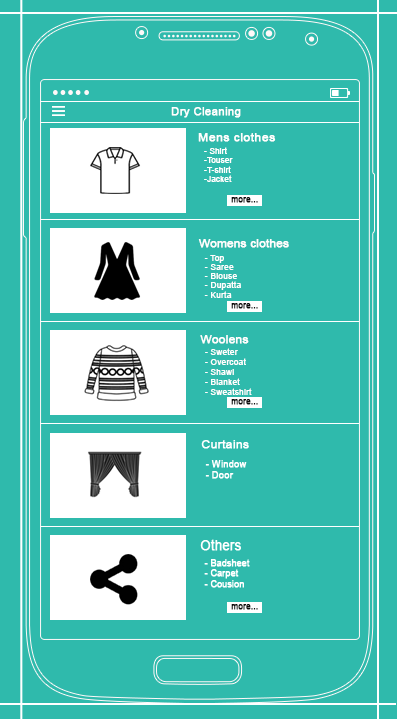 Dry Cleaning
Mens clothes
- Shirt
-Touser
-T-shirt
-Jacket
more...
Womens clothes
- Top
- Saree
- Blouse
- Dupatta
- Kurta
more...
Woolens
- Sweter
- Overcoat
- Shawl
- Blanket
- Sweatshirt
more...
Curtains
- Window
- Door
Others
- Badsheet
- Carpet
- Cousion
more...